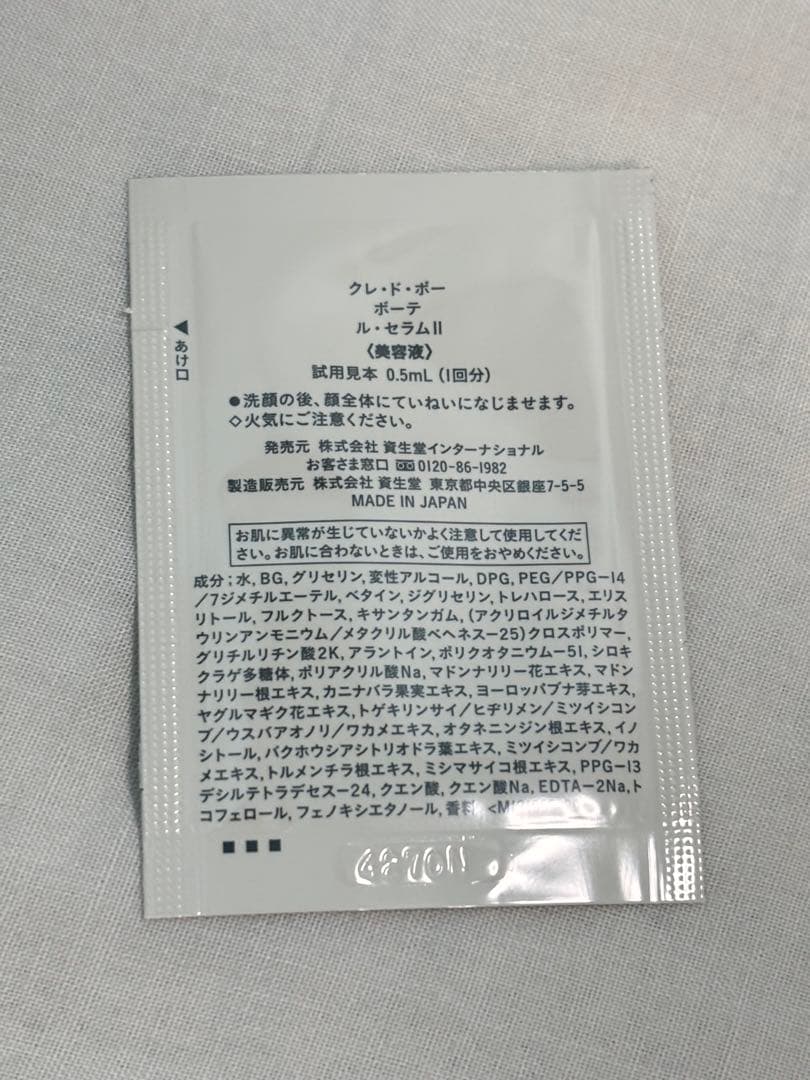 クレ・ド・ポー
ボーテ
ル・セラムII
〈美容液〉
試用見本 0.5mL (1回分)
◀あけ口
●洗顔の後、顔全体にていねいになじませます。
◇火気にご注意ください。
発売元 株式会社 資生堂インターナショナル
お客さま窓口 0120-86-1982
製造販売元 株式会社 資生堂 東京都中央区銀座7-5-5
MADE IN JAPAN
お肌に異常が生じていないかよく注意して使用してくだ
さい。お肌に合わないときは、ご使用をおやめください。
成分;水,BG,グリセリン,変性アルコール,DPG,PEG/PPG-14
/7ジメチルエーテル,ベタイン,ジグリセリン,トレハロース,エリス
リトール,フルクトース,キサンタンガム,(アクリロイルジメチルタ
ウリンアンモニウム/メタクリル酸ベヘネス-25)クロスポリマー,
グリチルリチン酸2K,アラントイン,ポリクオタニウム-51,シロキ
クラゲ多糖体,ポリアクリル酸Na,マドンナリリー花エキス,マドン
ナリリー根エキス,カニナバラ果実エキス,ヨーロッパブナ芽エキス,
ヤグルマギク花エキス,トゲキリンサイ/ヒヂリメン/ミツイシコン
ブ/ウスバアオノリ/ワカメエキス,オタネニンジン根エキス,イノ
シトール,バクホウシアシトリオドラ葉エキス,ミツイシコンブ/ワカ
メエキス,トルメンチラ根エキス,ミシマサイコ根エキス,PPG-13
デシルテトラデセス-24,クエン酸,クエン酸Na,EDTA-2Na,ト
コフェロール,フェノキシエタノール,香料